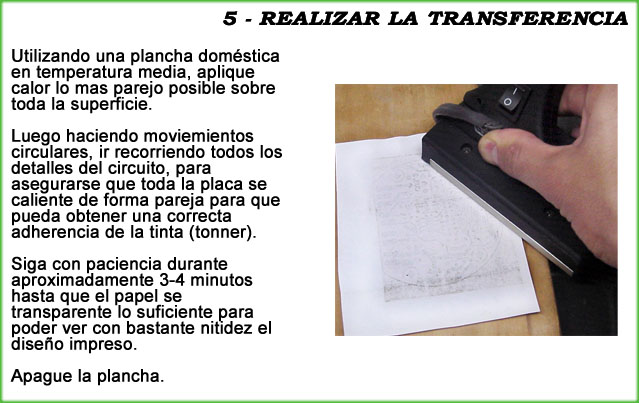 5 - REALIZAR LA TRANSFERENCIA
Utilizando una plancha doméstica
en temperatura media, aplique
calor lo mas parejo posible sobre
toda la superficie.
Luego haciendo moviemientos
circulares, ir recorriendo todos los
detalles del circuito, para
asegurarse que toda la placa se
caliente de forma pareja para que
pueda obtener una correcta
adherencia de la tinta (tonner).
Siga con paciencia durante
aproximadamente 3-4 minutos
hasta que el papel se
transparente lo suficiente para
poder ver con bastante nitidez el
diseño impreso.
Apague la plancha.